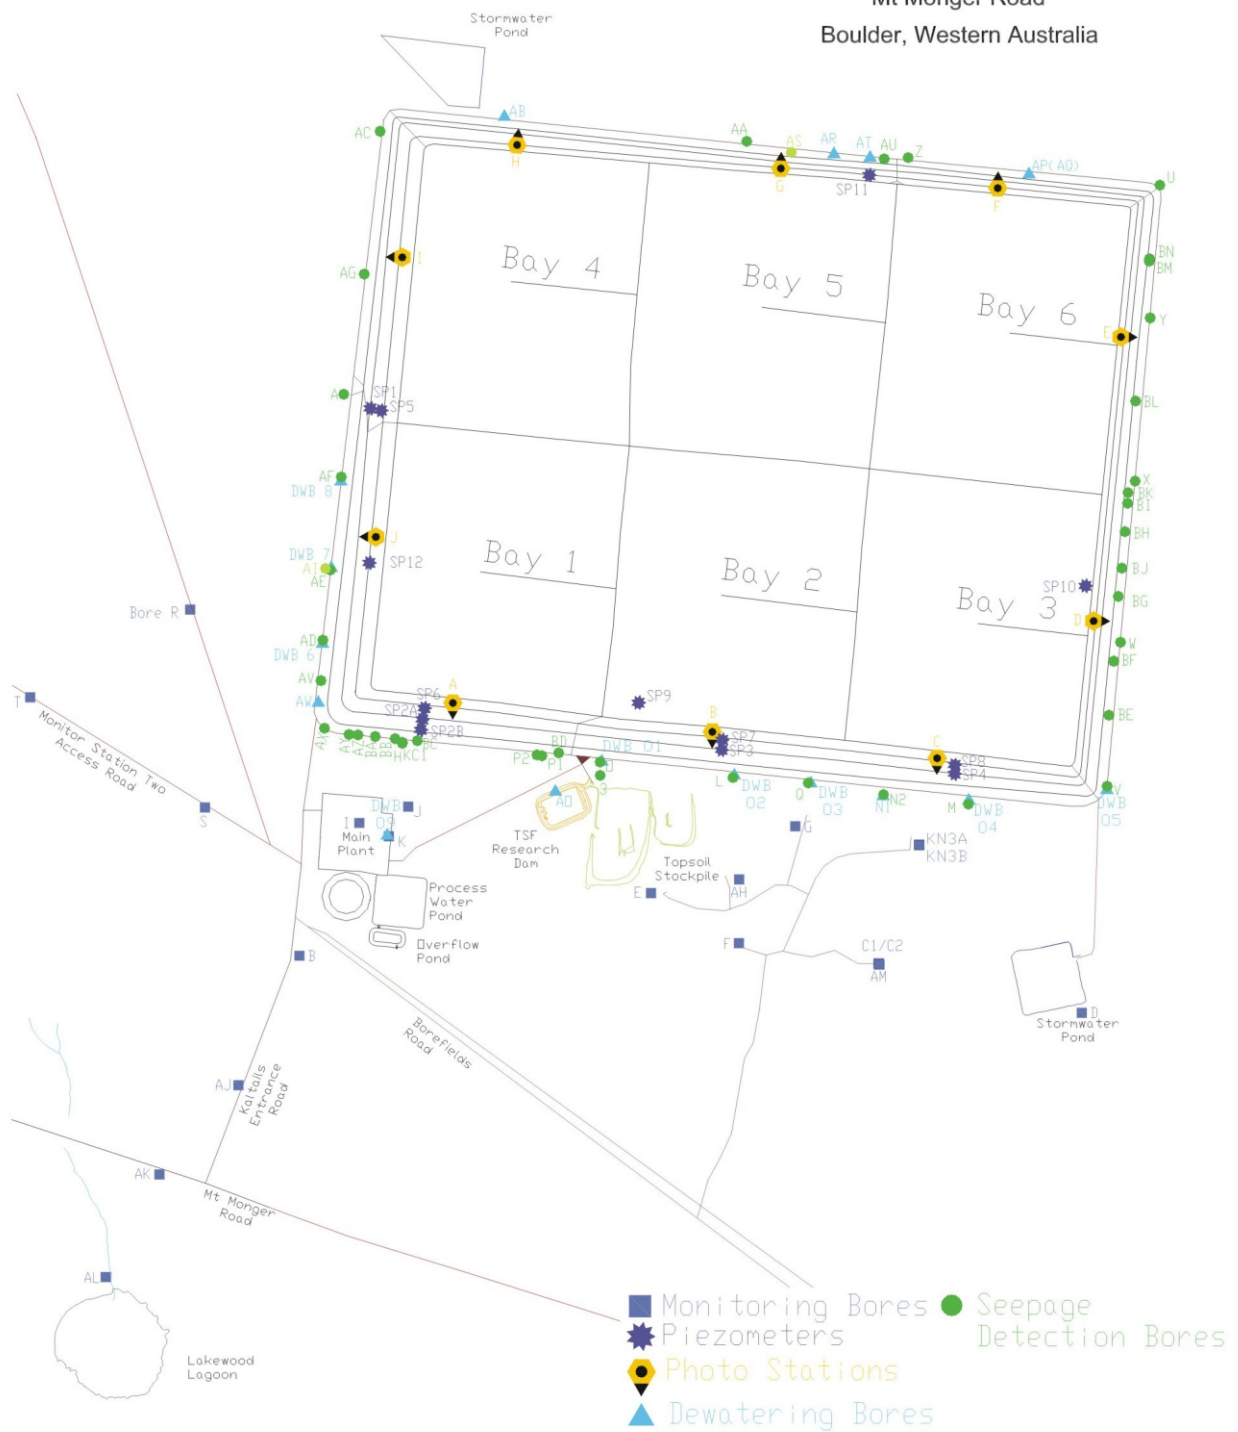 Mt Monger Road
Boulder, Western Australia
Stormwater
Pond
AB
AC
AA
AS
AR
AT
AU
Z
AP(AQ)
U
H
G
SP11
F
BN
BM
I
AG
Bay 4
Bay 5
Bay 6
Y
E
A
SP1
SP5
BL
AF
DWB 8
X
BK
BI
BH
J
DWB 7
AI
AE
SP12
Bay 1
Bay 2
Bay 3
BJ
SP10
BG
D
Bore R
AD
DWB 6
W
BF
AV
AW
SP6
A
SP2A
SP2B
SP9
B
SP7
SP3
C
SP8
SP4
BE
T
Monitor Station Two
Access Road
AX
AY
AZ
BA
BB
HKC1
BC
P2
P1
BD
DWB 01
O
3
L
DWB
02
Q
DWB
03
N1
N2
M
DWB
04
V
DWB
05
S
AO
DWB
09
J
I
Main
Plant
K
TSF
Research
Dam
G
KN3A
KN3B
Topsoil
Stockpile
E
AH
Process
Water
Pond
Overflow
Pond
B
F
C1/C2
AM
D
Stormwater
Pond
Borefields
Road
AJ
Kaltails
Entrance
Road
AK
Mt Monger
Road
AL
Lakewood
Lagoon
Monitoring Bores
Seepage
Detection Bores
Piezometers
Photo Stations
Dewatering Bores